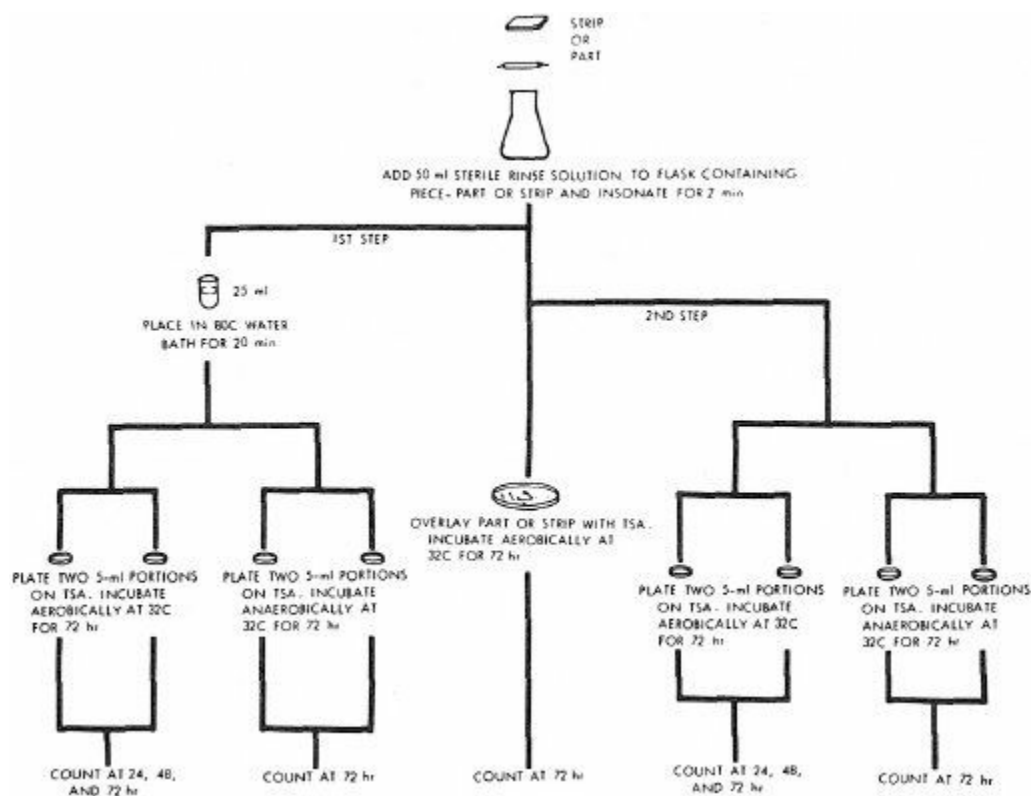 STRIP
OR
PART
ADD 50 ml STERILE RINSE SOLUTION TO FLASK CONTAINING
PIECE-PART OR STRIP AND INSONATE FOR 2 min
1ST STEP
25 ml
PLACE IN 80C WATER
BATH FOR 20 min
2ND STEP
OVERLAY PART OR STRIP WITH TSA.
INCUBATE AEROBICALLY AT
32C FOR 72 hr
PLATE TWO 5-ml PORTIONS
ON TSA. INCUBATE
AEROBICALLY AT 32C
FOR 72 hr
PLATE TWO 5-ml PORTIONS
ON TSA. INCUBATE
ANAEROBICALLY AT
32C FOR 72 hr
PLATE TWO 5-ml PORTIONS
ON TSA. INCUBATE
AEROBICALLY AT 32C
FOR 72 hr
PLATE TWO 5-ml PORTIONS
ON TSA. INCUBATE
ANAEROBICALLY AT
32C FOR 72 hr
COUNT AT 24, 48,
AND 72 hr
COUNT AT 72 hr
COUNT AT 72 hr
COUNT AT 24, 48,
AND 72 hr
COUNT AT 72 hr